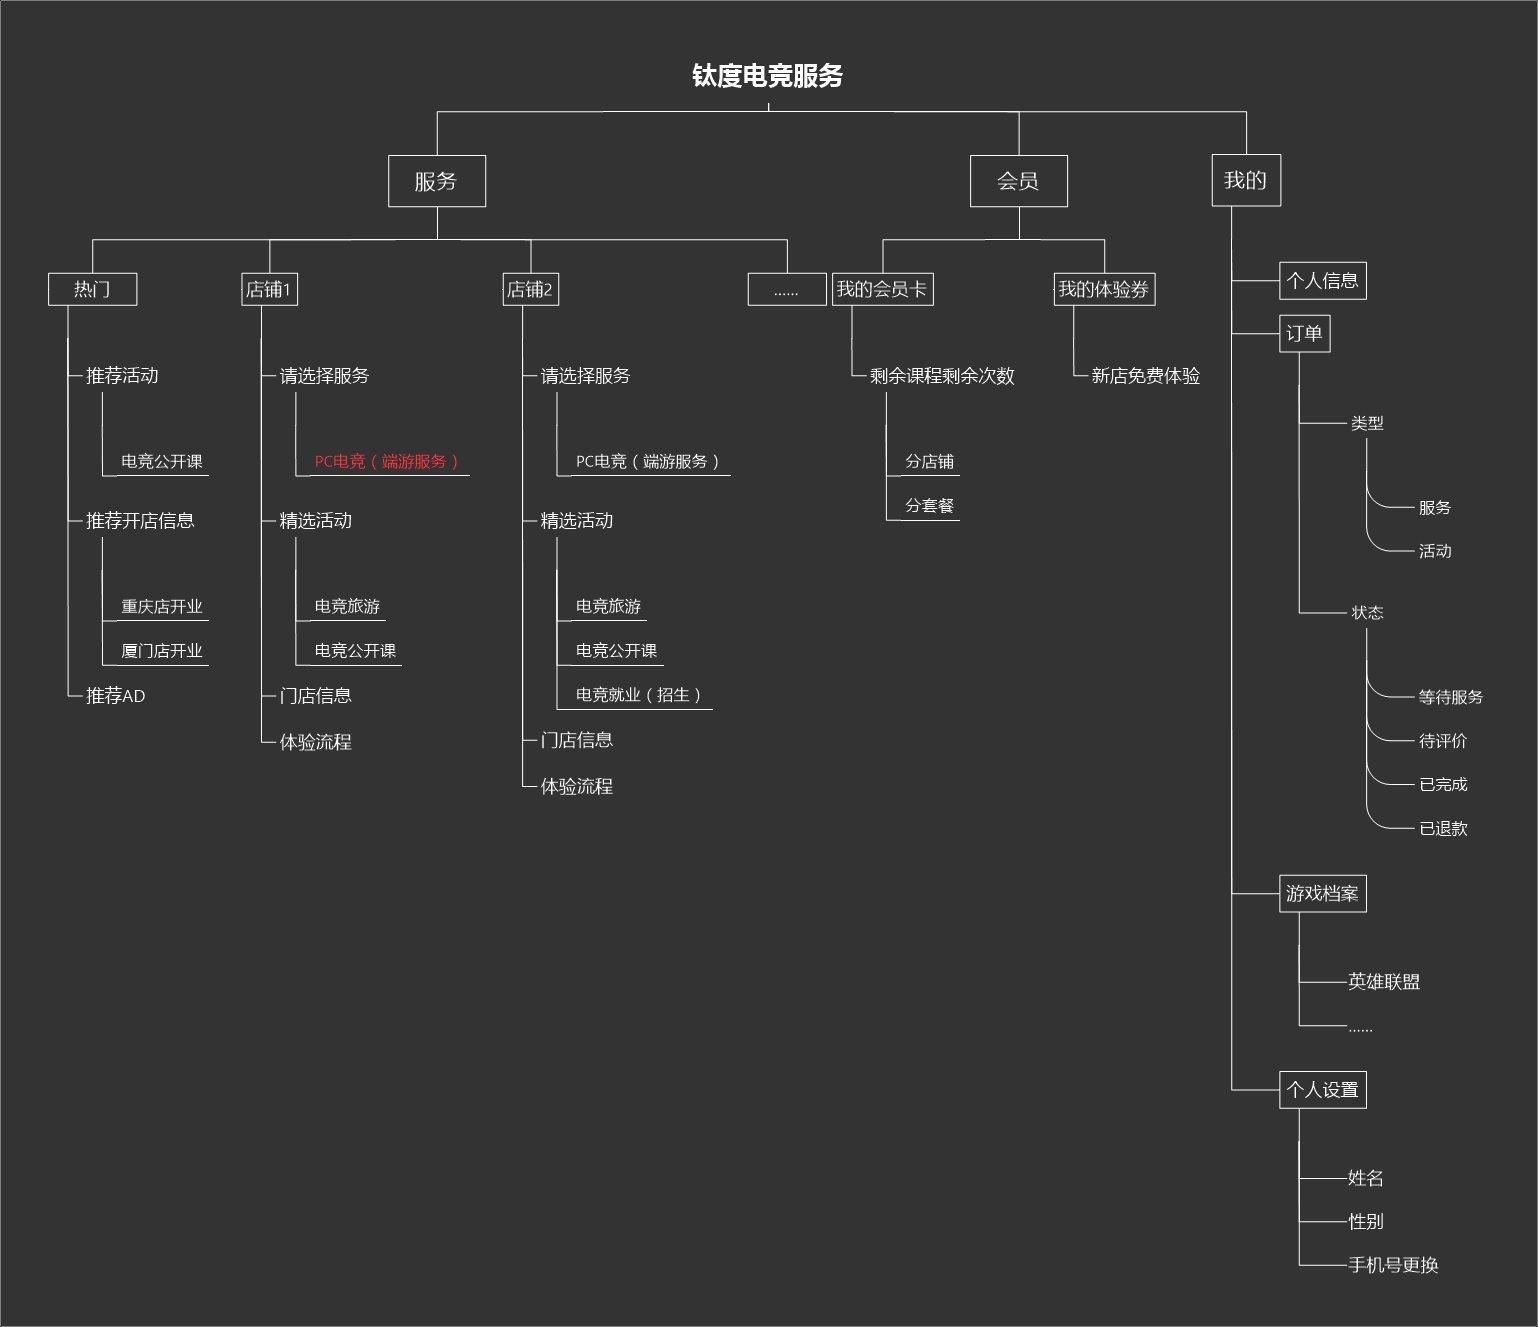 钛度电竞服务
服务
会员
我的
热门
店铺1
店铺2
......
我的会员卡
我的体验券
推荐活动
电竞公开课
推荐开店信息
重庆店开业
厦门店开业
推荐AD
请选择服务
PC电竞（端游服务）
精选活动
电竞旅游
电竞公开课
门店信息
体验流程
请选择服务
PC电竞（端游服务）
精选活动
电竞旅游
电竞公开课
电竞就业（招生）
门店信息
体验流程
剩余课程剩余次数
分店铺
分套餐
新店免费体验
个人信息
订单
类型
服务
活动
状态
等待服务
待评价
已完成
已退款
游戏档案
英雄联盟
......
个人设置
姓名
性别
手机号更换